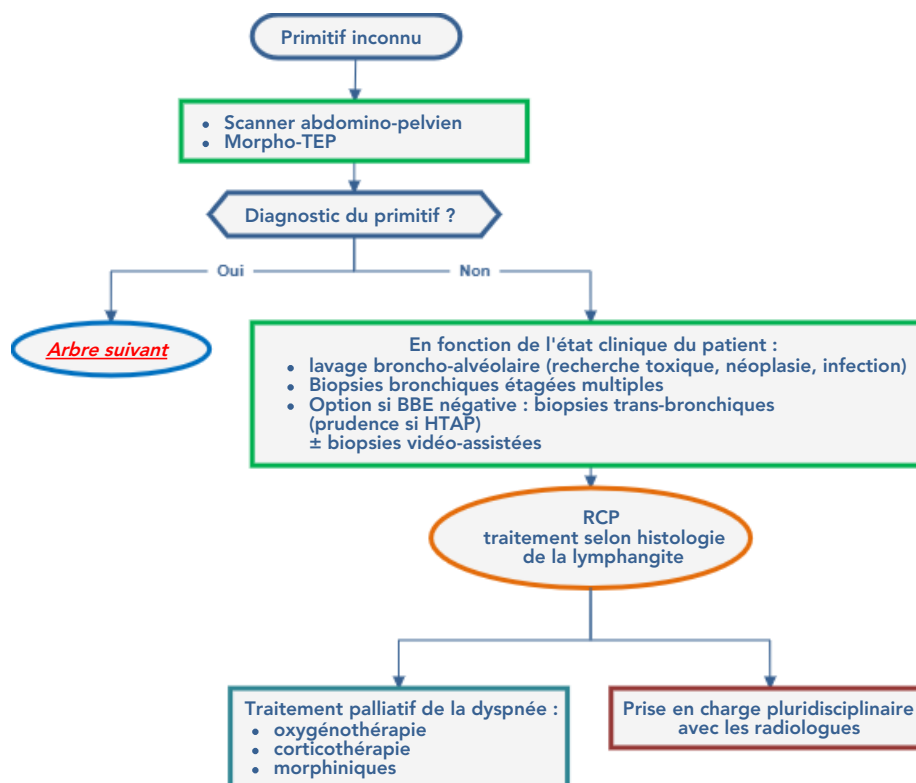 Primitif inconnu
• Scanner abdomino-pelvien
• Morpho-TEP
Diagnostic du primitif ?
Oui
Non
Arbre suivant
En fonction de l'état clinique du patient :
• lavage broncho-alvéolaire (recherche toxique, néoplasie, infection)
• Biopsies bronchiques étagées multiples
• Option si BBE négative : biopsies trans-bronchiques
(prudence si HTAP)
± biopsies vidéo-assistées
RCP
traitement selon histologie
de la lymphangite
Traitement palliatif de la dyspnée :
• oxygénothérapie
• corticothérapie
• morphiniques
Prise en charge pluridisciplinaire
avec les radiologues